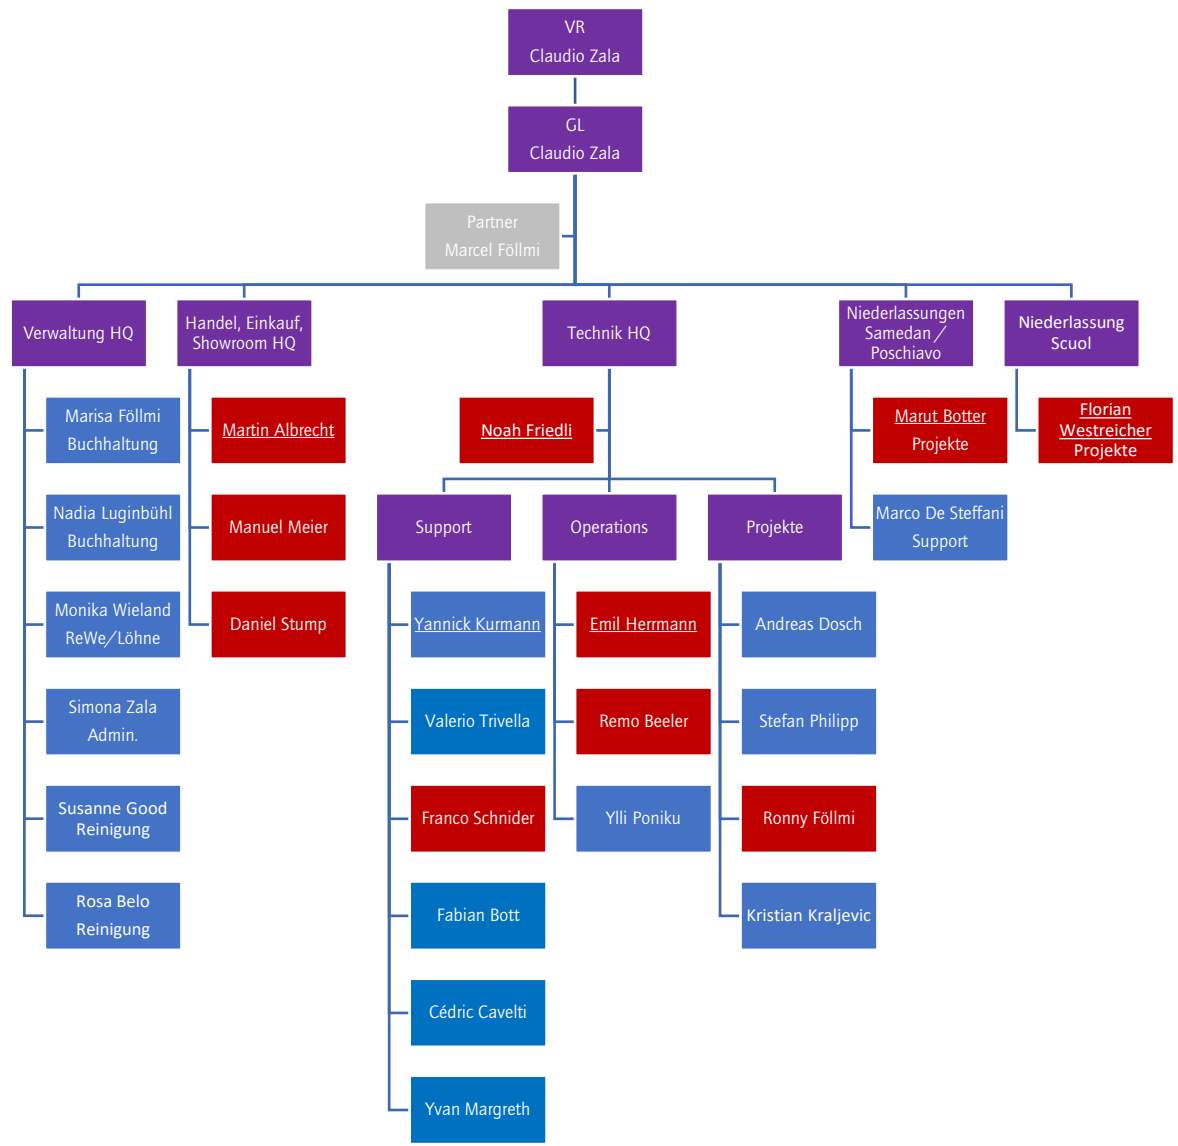 VR
Claudio Zala
GL
Claudio Zala
Partner
Marcel Föllmi
Verwaltung HQ
Handel, Einkauf,
Showroom HQ
Technik HQ
Niederlassungen
Samedan /
Poschiavo
Niederlassung
Scuol
Marisa Föllmi
Buchhaltung
Martin Albrecht
Noah Friedli
Marut Botter
Projekte
Florian
Westreicher
Projekte
Nadia Luginbühl
Buchhaltung
Manuel Meier
Support
Operations
Projekte
Marco De Steffani
Support
Monika Wieland
ReWe/Löhne
Daniel Stump
Yannick Kurmann
Emil Herrmann
Andreas Dosch
Simona Zala
Admin.
Valerio Trivella
Remo Beeler
Stefan Philipp
Susanne Good
Reinigung
Franco Schnider
Ylli Poniku
Ronny Föllmi
Rosa Belo
Reinigung
Fabian Bott
Kristian Kraljevic
Cédric Cavelti
Yvan Margreth